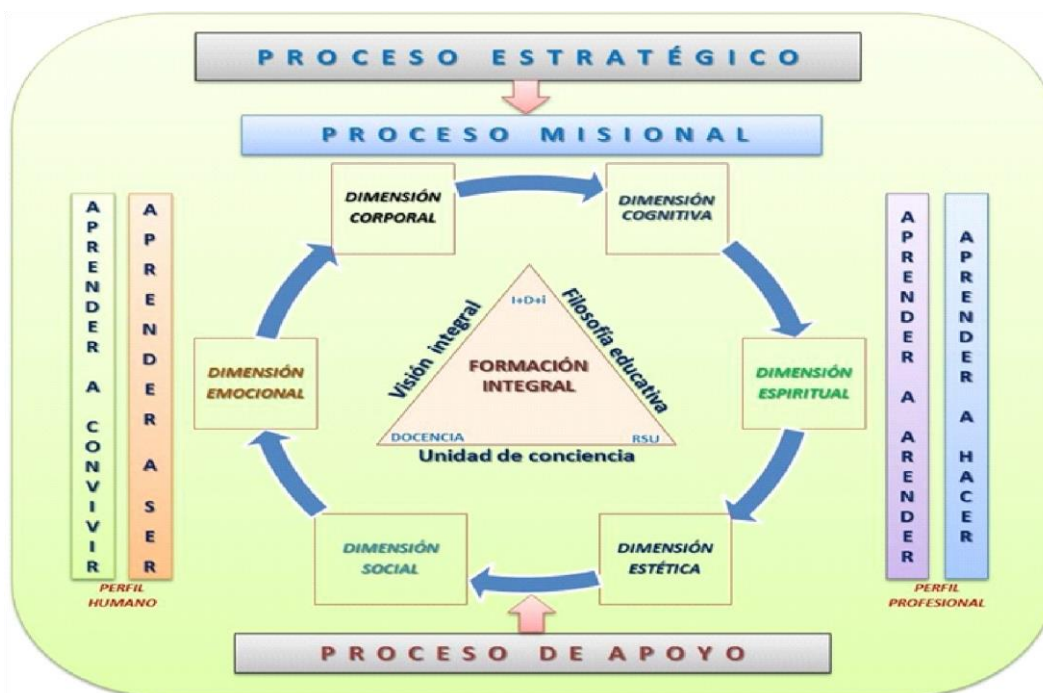 PROCESO ESTRATÉGICO
PROCESO MISIONAL
DIMENSIÓN
CORPORAL
DIMENSIÓN
COGNITIVA
APRENDER A CONVIVIR
APRENDER A SER
PERFIL
HUMANO
DIMENSIÓN
EMOCIONAL
Visión integral
I+D+i
Filosofía educativa
FORMACIÓN
INTEGRAL
DOCENCIA
RSU
Unidad de conciencia
DIMENSIÓN
ESPIRITUAL
APRENDER A ARENDER
APRENDER A HACER
PERFIL
PROFESIONAL
DIMENSIÓN
SOCIAL
DIMENSIÓN
ESTÉTICA
PROCESO DE APOYO